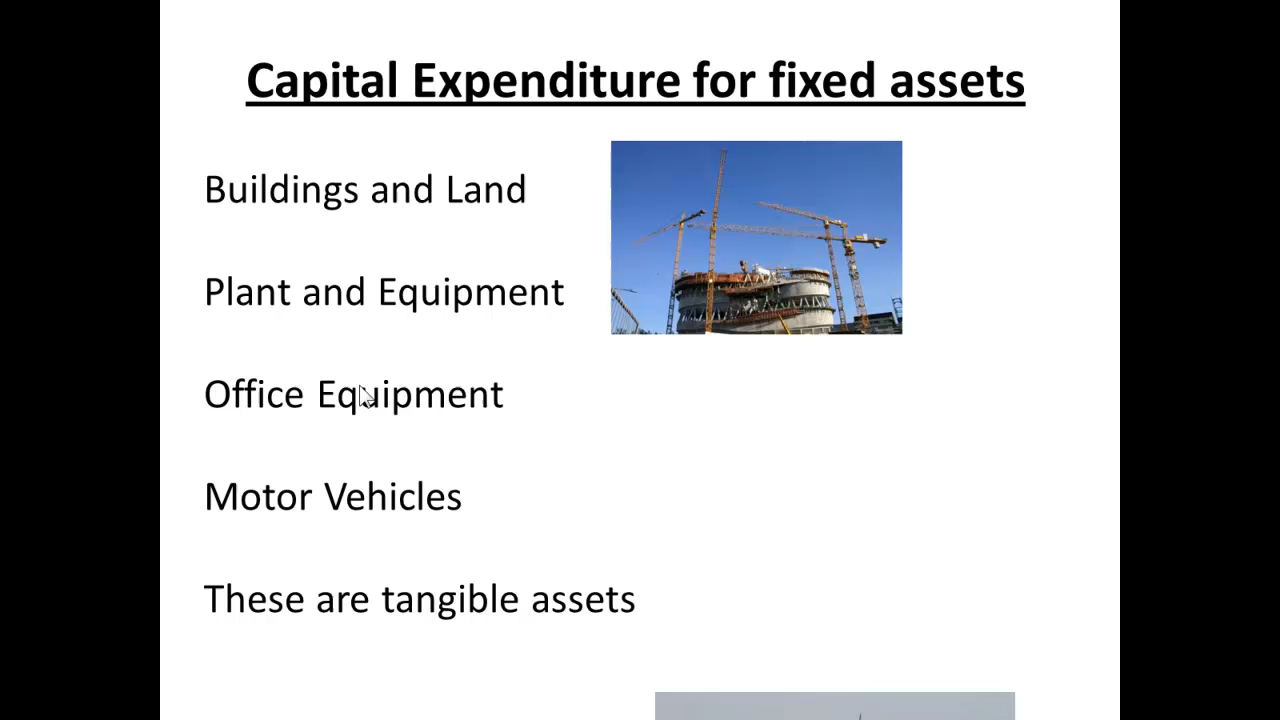 Capital Expenditure for fixed assets
Buildings and Land
Plant and Equipment
Office Equipment
Motor Vehicles
These are tangible assets